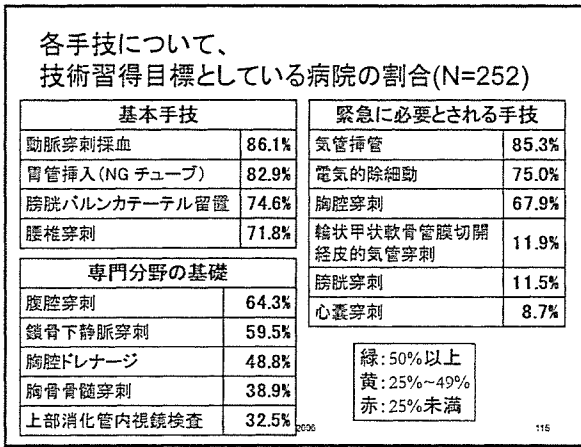 各手技について、
技術習得目標としている病院の割合(N=252)
基本手技
動脈穿刺採血 86.1%
胃管挿入(NG チューブ) 82.9%
膀胱バルンカテーテル留置 74.6%
腰椎穿刺 71.8%
専門分野の基礎
腹腔穿刺 64.3%
鎖骨下静脈穿刺 59.5%
胸腔ドレナージ 48.8%
胸骨骨髄穿刺 38.9%
上部消化管内視鏡検査 32.5%
緊急に必要とされる手技
気管挿管 85.3%
電気的除細動 75.0%
胸腔穿刺 67.9%
輪状甲状軟骨管膜切開
経皮的気管穿刺 11.9%
膀胱穿刺 11.5%
心嚢穿刺 8.7%
緑:50%以上
黄:25%~49%
赤:25%未満
2006
115